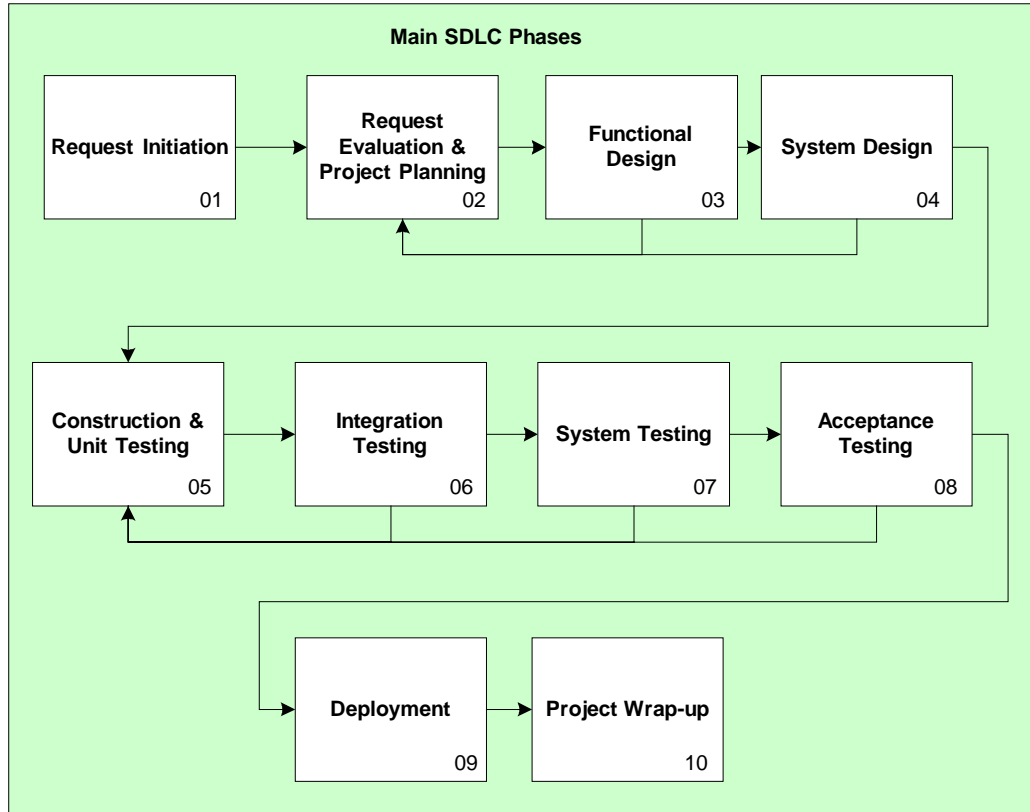 Main SDLC Phases
Request Initiation
01
Request
Evaluation &
Project Planning
02
Functional
Design
03
System Design
04
Construction &
Unit Testing
05
Integration
Testing
06
System Testing
07
Acceptance
Testing
08
Deployment
09
Project Wrap-up
10